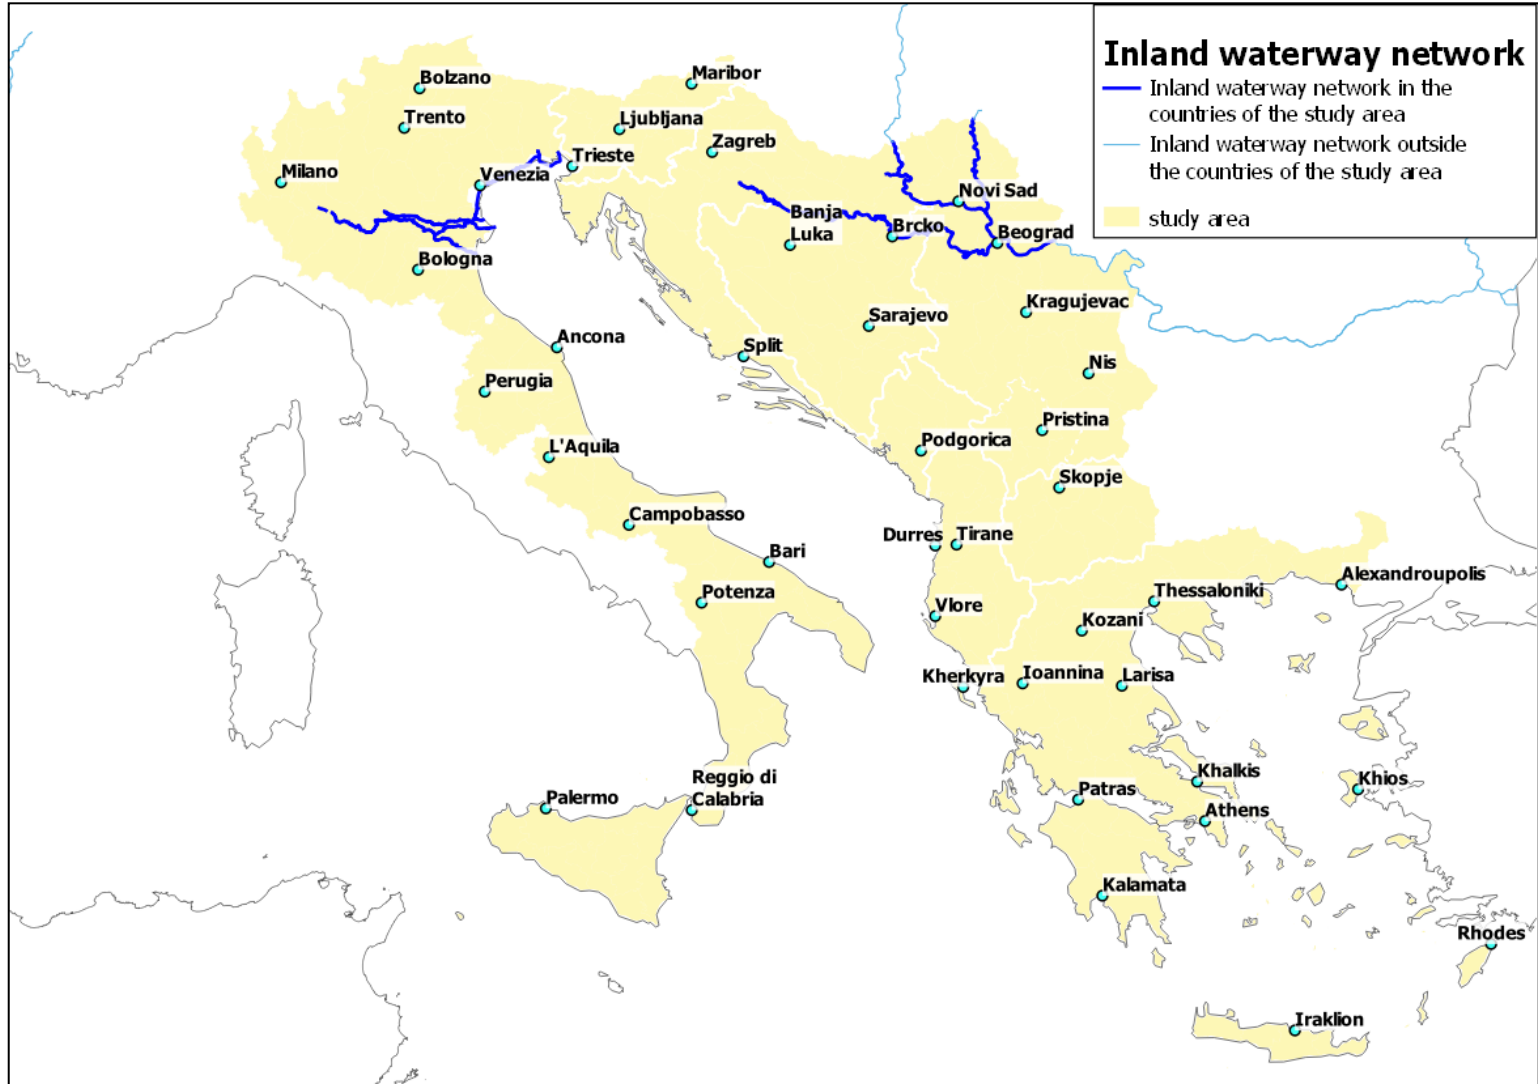 Inland waterway network
Inland waterway network in the
countries of the study area
Inland waterway network outside
the countries of the study area
study area
Bolzano
Maribor
Trento
Ljubljana
Zagreb
Trieste
Milano
Venezia
Novi Sad
Banja
Luka
Brcko
Beograd
Bologna
Kragujevac
Sarajevo
Ancona
Split
Nis
Perugia
Pristina
Podgorica
L'Aquila
Skopje
Campobasso
Durres
Tirane
Bari
Alexandroupolis
Thessaloniki
Potenza
Vlore
Kozani
Kherkyra
Ioannina
Larisa
Reggio di
Calabria
Khalkis
Khios
Palermo
Patras
Athens
Kalamata
Rhodes
Iraklion